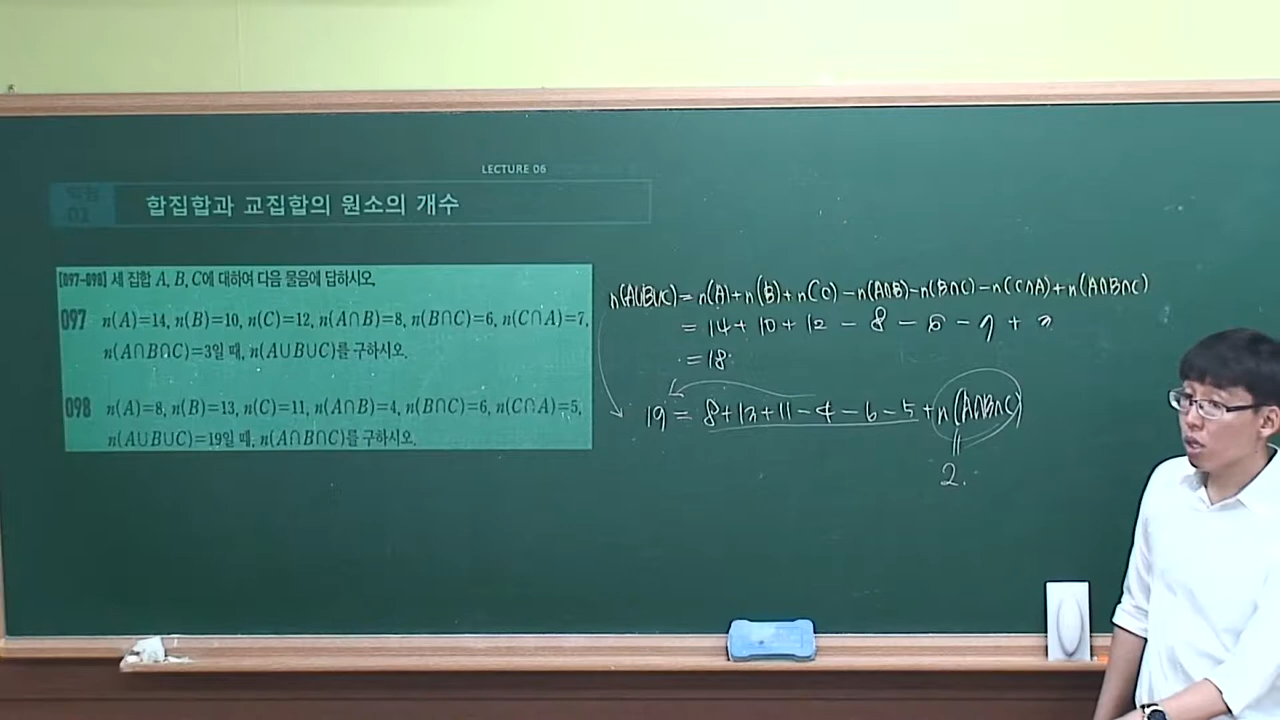 LECTURE 06
01
합집합과 교집합의 원소의 개수
[097-098] 세 집합 A, B, C에 대하여 다음 물음에 답하시오.
097 n(A)=14, n(B)=10, n(C)=12, n(A∩B)=8, n(B∩C)=6, n(C∩A)=7,
n(A∩B∩C)=3일 때, n(A∪B∪C)를 구하시오.
098 n(A)=8, n(B)=13, n(C)=11, n(A∩B)=4, n(B∩C)=6, n(C∩A)=5,
n(A∪B∪C)=19일 때, n(A∩B∩C)를 구하시오.
n(A∪B∪C)=n(A)+n(B)+n(C)-n(A∩B)-n(B∩C)-n(C∩A)+n(A∩B∩C)
= 14+10+12-8-6-7+3
=18
19 = 8+13+11-4-6-5+n(A∩B∩C)
=
2.